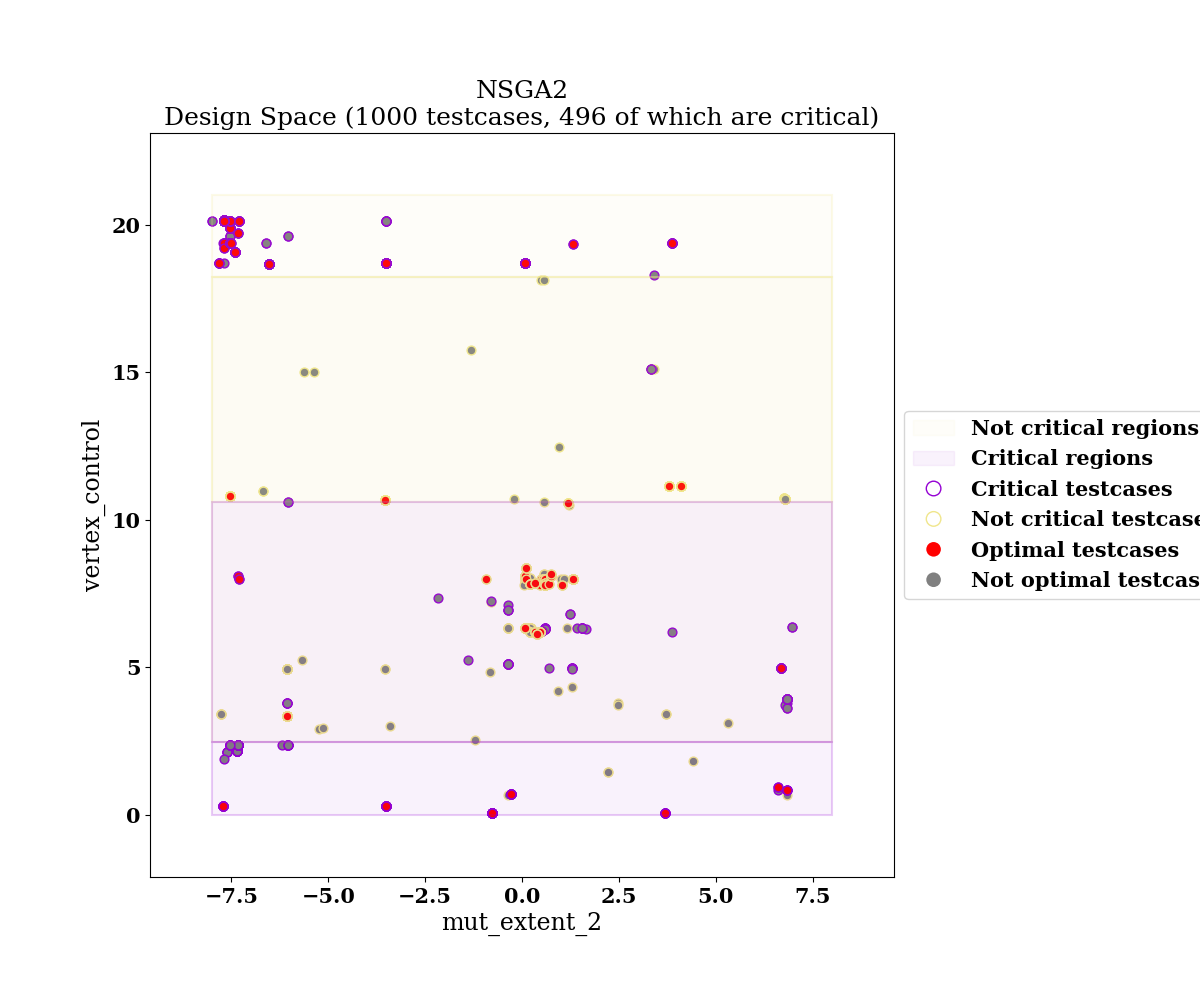 NSGA2
Design Space (1000 testcases, 496 of which are critical)
20
15
10
5
0
vertex_control
−7.5
−5.0
−2.5
0.0
2.5
5.0
7.5
mut_extent_2
Not critical regions
Critical regions
Critical testcases
Not critical testcase
Optimal testcases
Not optimal testcas